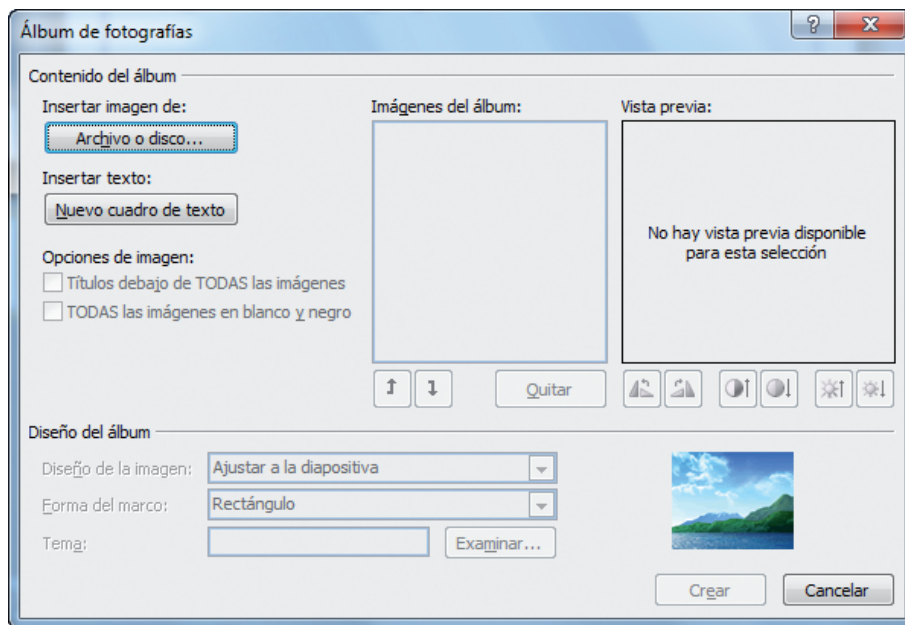 Álbum de fotografías
Contenido del álbum
Insertar imagen de:
Archivo o disco...
Insertar texto:
Nuevo cuadro de texto
Opciones de imagen:
Títulos debajo de TODAS las imágenes
TODAS las imágenes en blanco y negro
Imágenes del álbum:
Quitar
Vista previa:
No hay vista previa disponible
para esta selección
Diseño del álbum
Diseño de la imagen:
Ajustar a la diapositiva
Forma del marco:
Rectángulo
Tema:
Examinar...
Crear
Cancelar